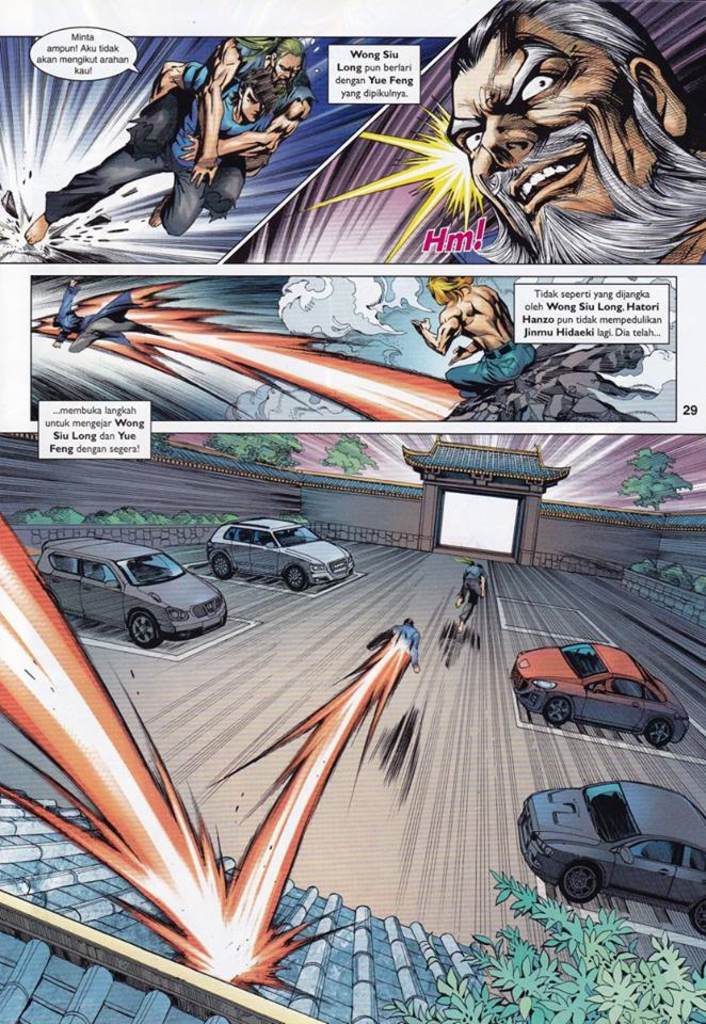 Minta
ampun! Aku tidak
akan mengikut arahan
kau!
Wong Siu
Long pun berlari
dengan Yue Feng
yang dipikulnya.
Hm!
Tidak seperti yang dijangka
oleh Wong Siu Long, Hatori
Hanzo pun tidak mempedulikan
Jinmu Hidaeki lagi. Dia telah...
29
...membuka langkah
untuk mengejar Wong
Siu Long dan Yue
Feng dengan segera!